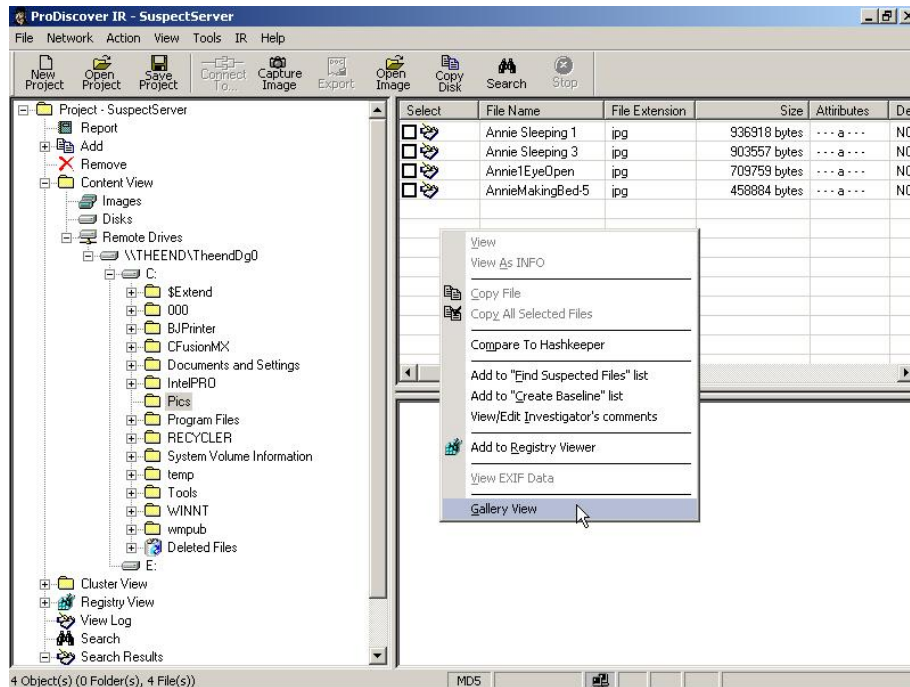 ProDiscover IR - SuspectServer
File Network Action View Tools IR Help
New Project
Open Project
Save Project
Connect To...
Capture Image
Export
Open Image
Copy Disk
Search
Stop
Project - SuspectServer
Report
Add
Remove
Content View
Images
Disks
Remote Drives
\\THEEND\TheendDg0
C:
$Extend
000
BJPrinter
CFusionMX
Documents and Settings
IntelPRO
Pics
Program Files
RECYCLER
System Volume Information
temp
Tools
WINNT
wmpub
Deleted Files
E:
Cluster View
Registry View
View Log
Search
Search Results
Select File Name File Extension Size Attributes De
Annie Sleeping 1 jpg 936918 bytes - - - a - - - NO
Annie Sleeping 3 jpg 903557 bytes - - - a - - - NO
Annie1EyeOpen jpg 709759 bytes - - - a - - - NO
AnnieMakingBed-5 jpg 458884 bytes - - - a - - - NO
View
View As INFO
Copy File
Copy All Selected Files
Compare To Hashkeeper
Add to "Find Suspected Files" list
Add to "Create Baseline" list
View/Edit Investigator's comments
Add to Registry Viewer
View EXIF Data
Gallery View
4 Object(s) (0 Folder(s), 4 File(s)) MD5